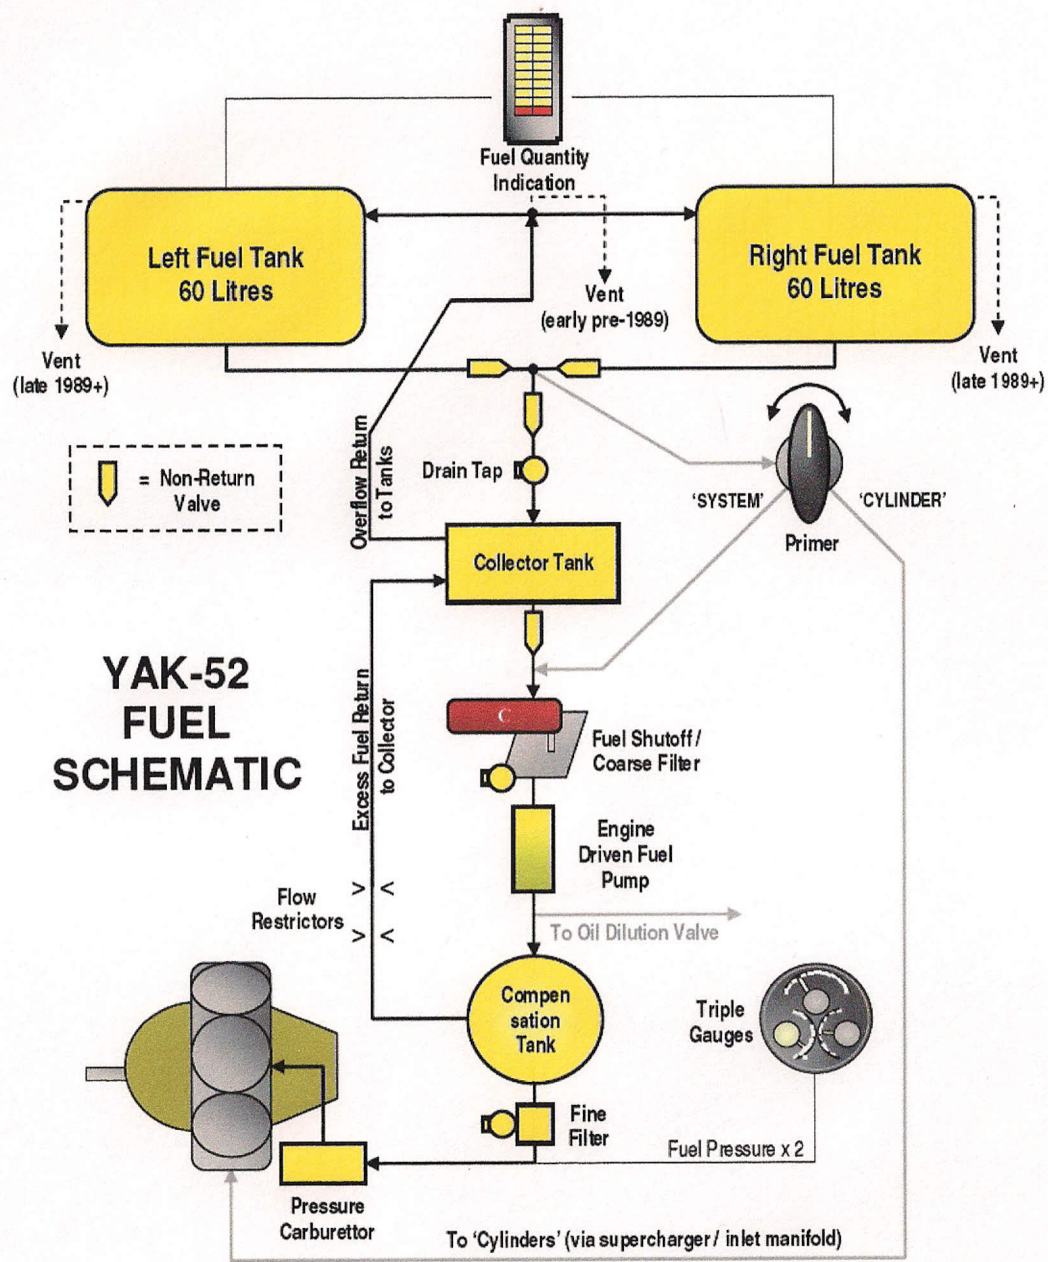 Fuel Quantity
Indication
Left Fuel Tank
60 Litres
Right Fuel Tank
60 Litres
Vent
(early pre-1989)
Vent
(late 1989+)
Vent
(late 1989+)
= Non-Return
Valve
Overflow Return
to Tanks
Drain Tap
'SYSTEM'
'CYLINDER'
Primer
Collector Tank
YAK-52
FUEL
SCHEMATIC
Excess Fuel Return
to Collector
C
Fuel Shutoff /
Coarse Filter
Engine
Driven Fuel
Pump
Flow
Restrictors
> <
> <
To Oil Dilution Valve
Compen
sation
Tank
Triple
Gauges
Fine
Filter
Fuel Pressure x 2
Pressure
Carburettor
To 'Cylinders' (via supercharger / inlet manifold)